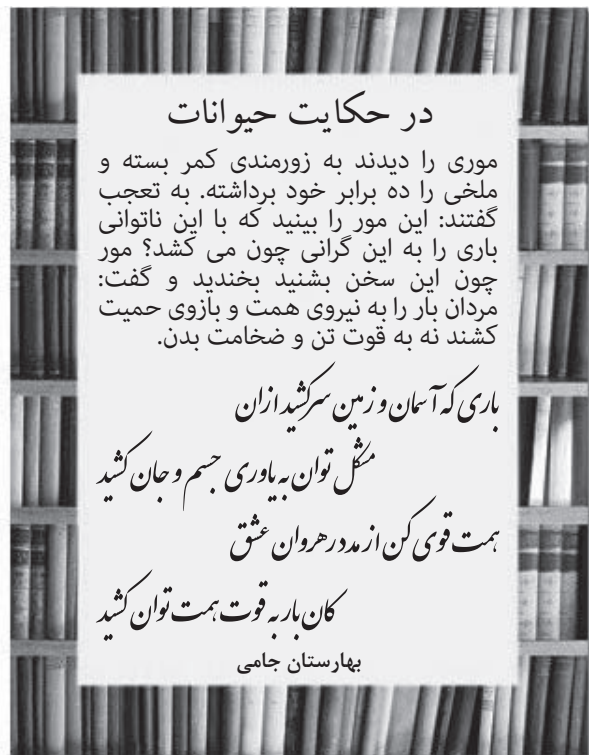 در حکایت حیوانات
موری را دیدند به زورمندی کمر بسته و
ملخی را ده برابر خود برداشته. به تعجب
گفتند: این مور را بینید که با این ناتوانی
باری را به این گرانی چون می کشد؟ مور
چون این سخن بشنید بخندید و گفت:
مردان بار را به نیروی همت و بازوی حمیت
کشند نه به قوت تن و ضخامت بدن.
باری که آسمان و زمین سرکشید ازان
مشکل توان به یاوری جسم و جان کشید
همت قوی کن از مدد رهروان عشق
کان بار به قوت همت توان کشید
بهارستان جامی